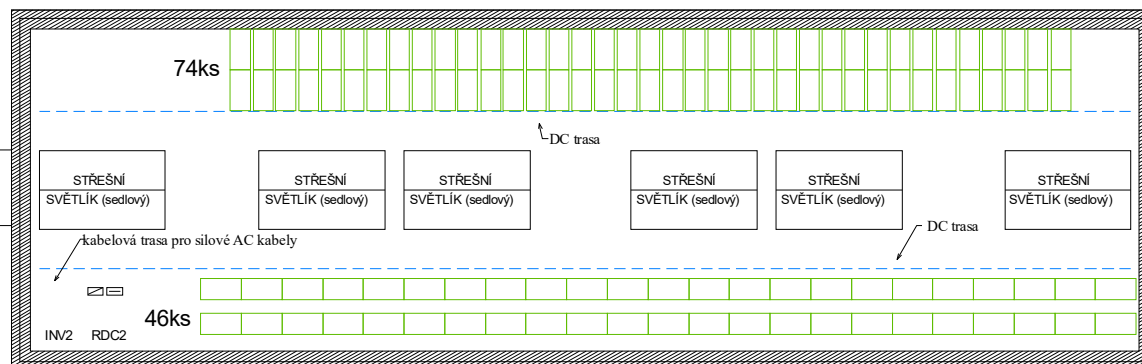 74ks
DC trasa
STŘEŠNÍ
SVĚTLÍK (sedlový)
STŘEŠNÍ
SVĚTLÍK (sedlový)
STŘEŠNÍ
SVĚTLÍK (sedlový)
STŘEŠNÍ
SVĚTLÍK (sedlový)
STŘEŠNÍ
SVĚTLÍK (sedlový)
STŘEŠNÍ
SVĚTLÍK (sedlový)
kabelová trasa pro silové AC kabely
DC trasa
46ks
INV2
RDC2